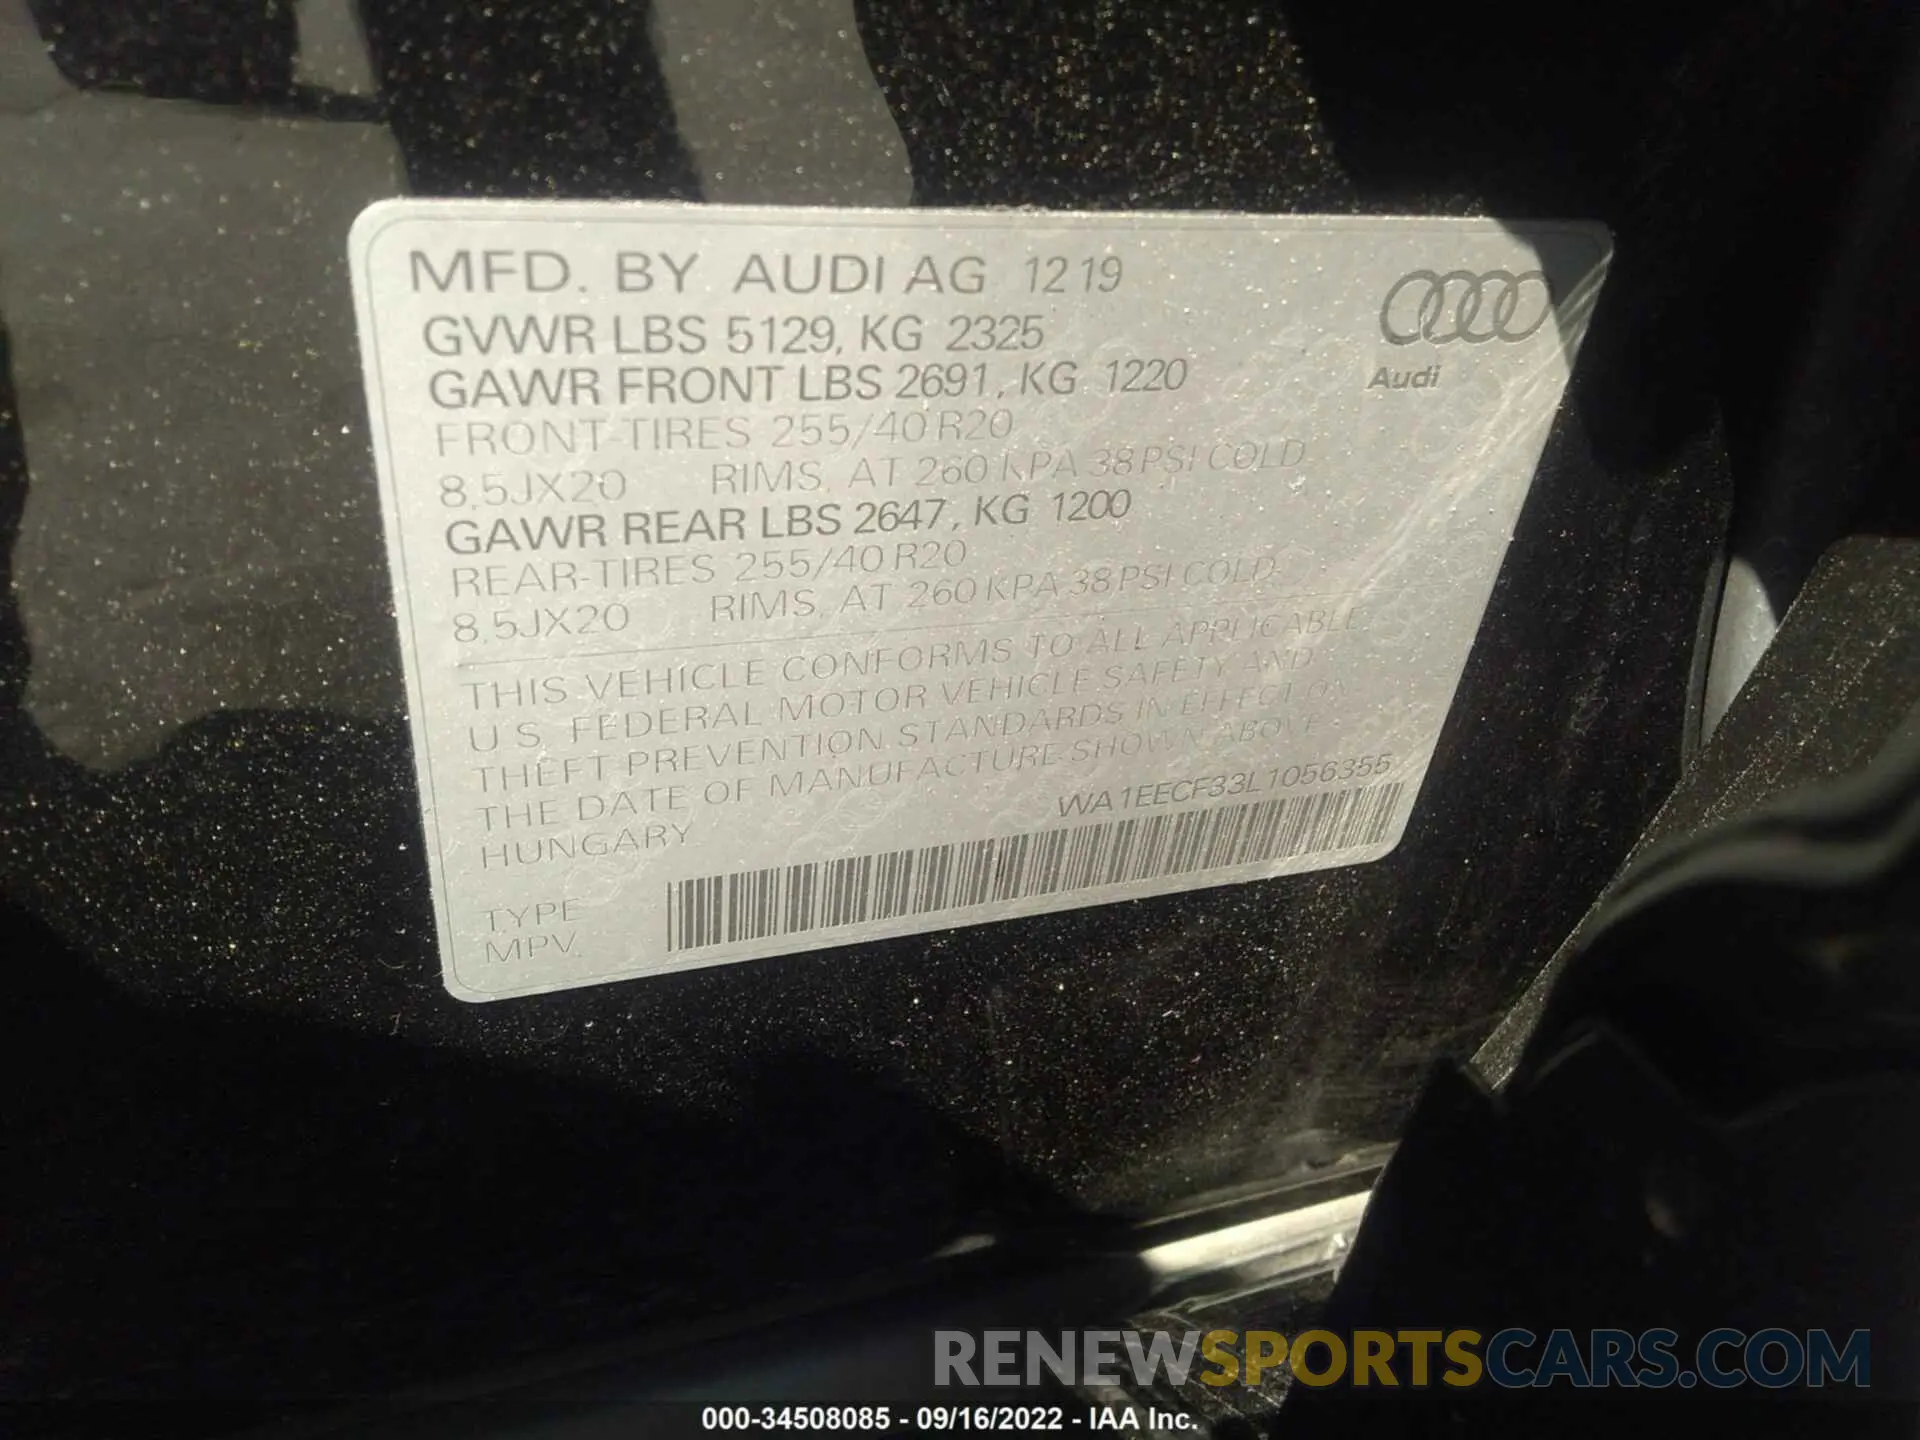 MFD. BY AUDI AG 12 19
GVWR LBS 5129, KG 2325
GAWR FRONT LBS 2691, KG 1220
FRONT-TIRES 255/40 R20
8,5JX20 RIMS, AT 260 KPA 38 PSI COLD
GAWR REAR LBS 2647, KG 1200
REAR-TIRES 255/40 R20
8,5JX20 RIMS, AT 260 KPA 38 PSI COLD
THIS VEHICLE CONFORMS TO ALL APPLICABLE
U S FEDERAL MOTOR VEHICLE SAFETY AND
THEFT PREVENTION STANDARDS IN EFFECT ON
THE DATE OF MANUFACTURE SHOWN ABOVE
HUNGARY
WA1EECF33L1056355
TYPE
MPV
Audi
RENEWSPORTSCARS.COM
000-34508085 - 09/16/2022 - IAA Inc.